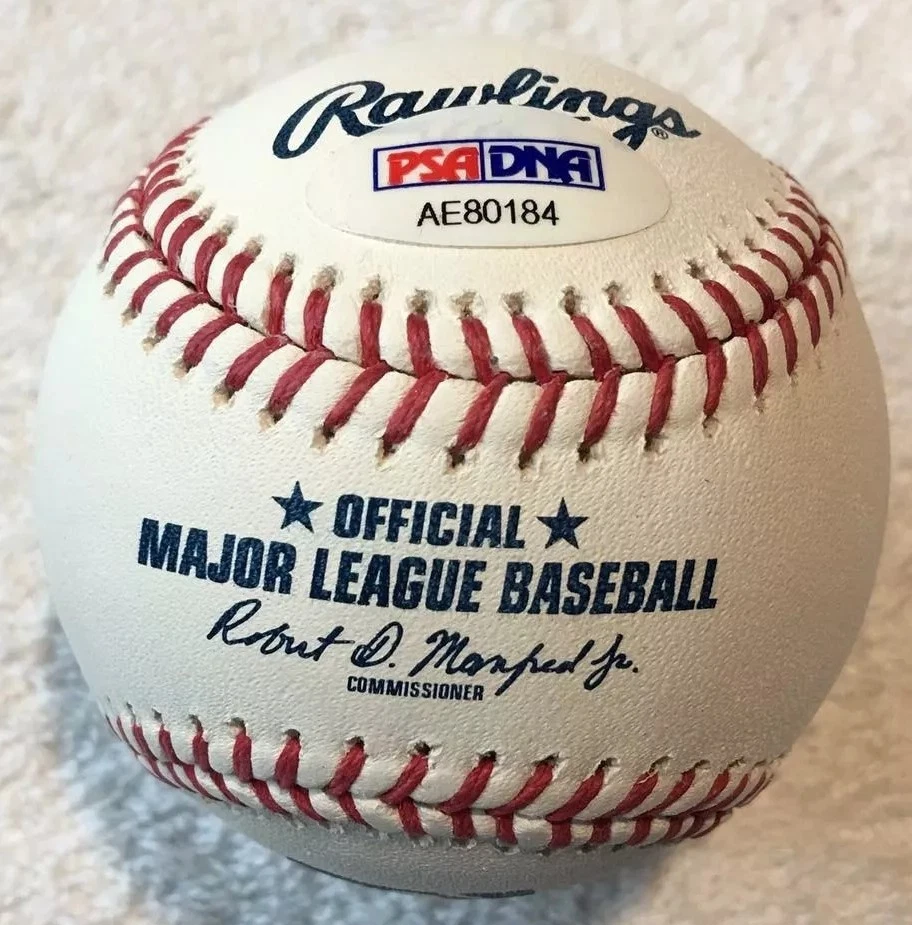 Rawlings®
PSA DNA
AE80184
★ OFFICIAL ★
MAJOR LEAGUE BASEBALL
Robert D. Manfred Jr.
COMMISSIONER